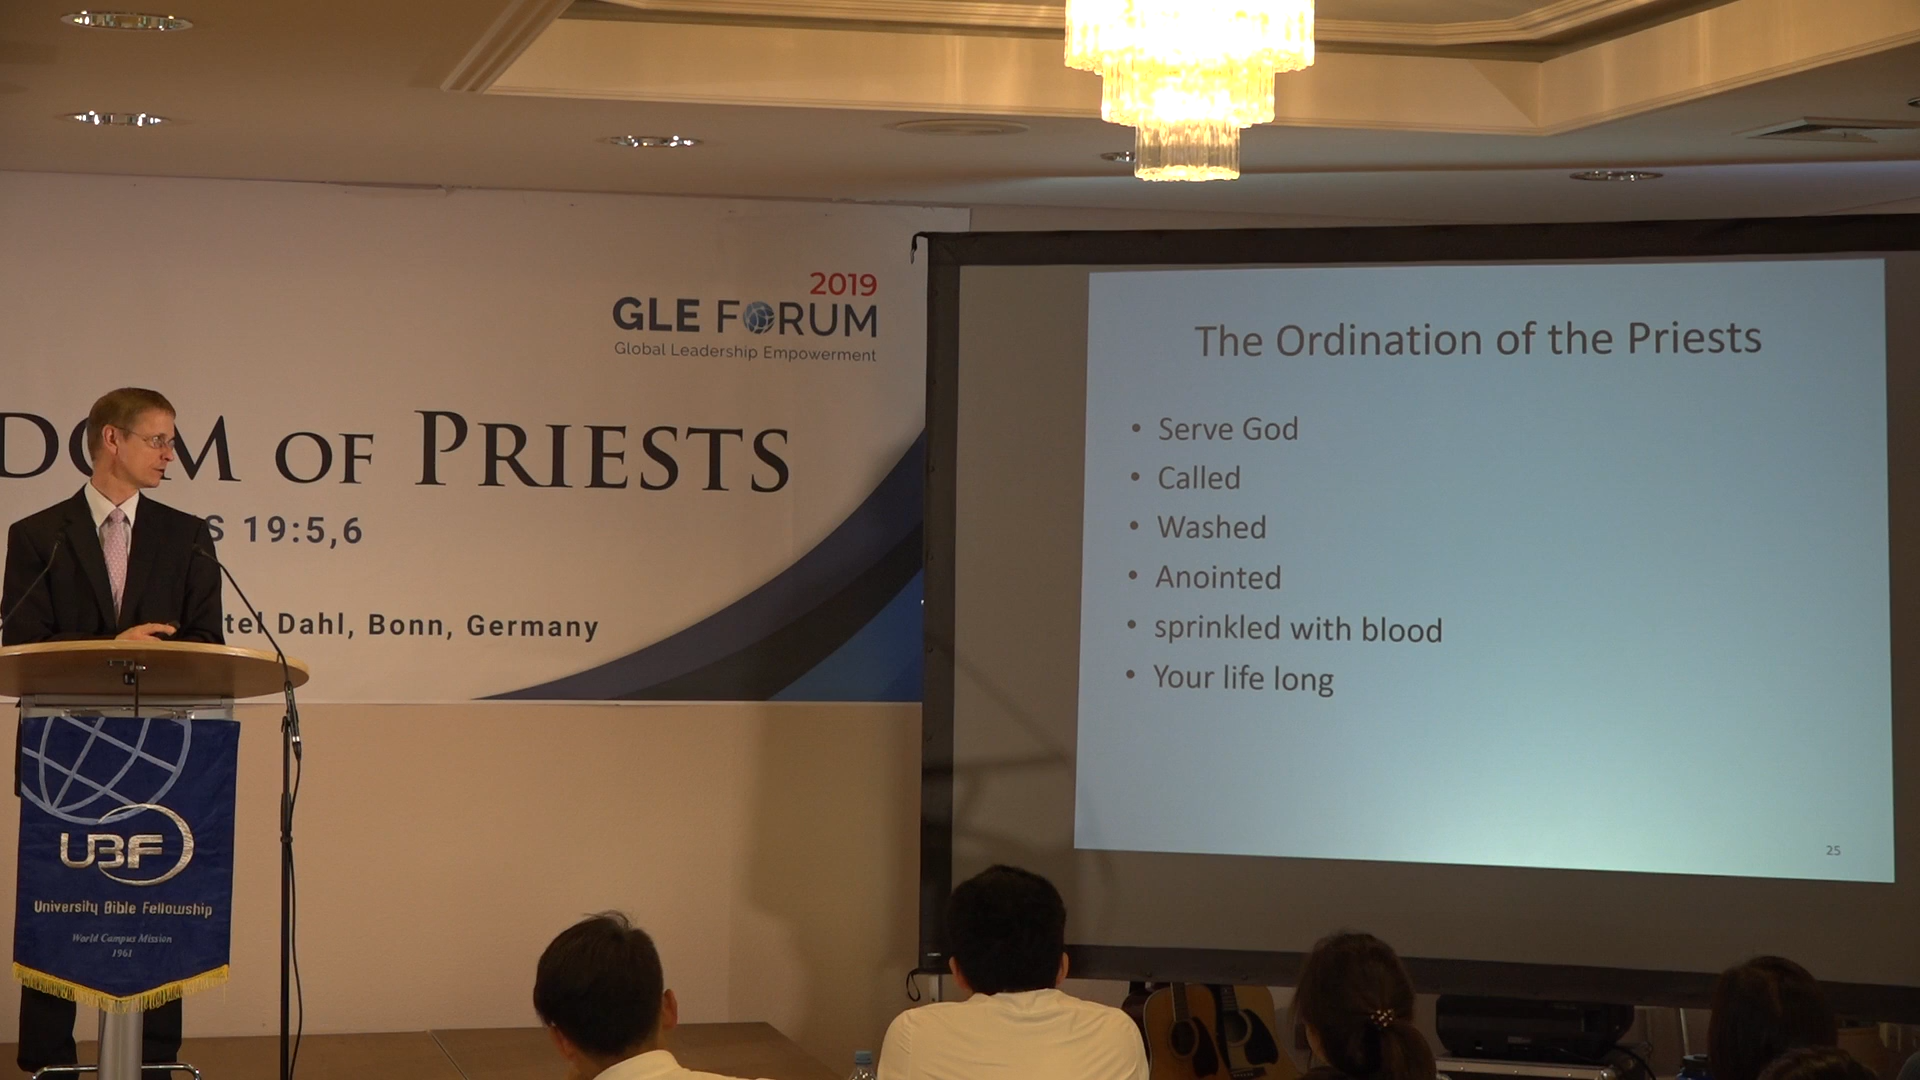 2019
GLE FORUM
Global Leadership Empowerment
OF PRIESTS
19:5,6
Dahl, Bonn, Germany
UBF
University Bible Fellowship
World Campus Mission
1961
The Ordination of the Priests
• Serve God
• Called
• Washed
• Anointed
• sprinkled with blood
• Your life long
25